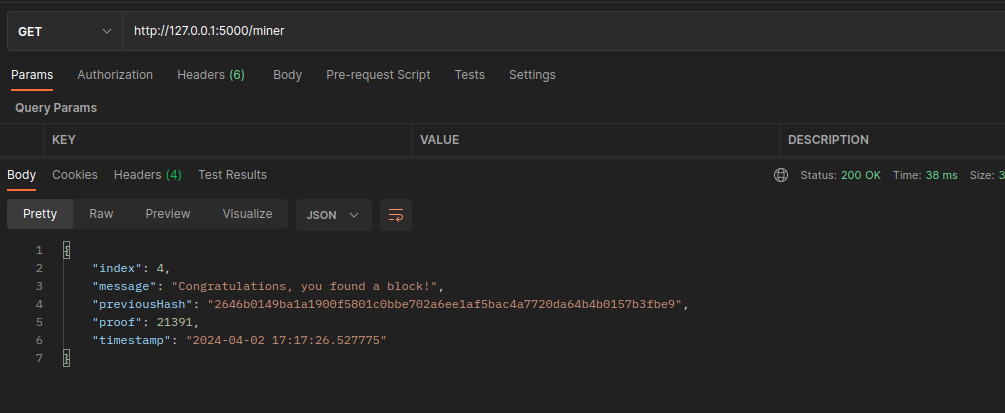 GET http://127.0.0.1:5000/miner
Params Authorization Headers (6) Body Pre-request Script Tests Settings
Query Params
KEY VALUE DESCRIPTION
Body Cookies Headers (4) Test Results Status: 200 OK Time: 38 ms Size: 3
Pretty Raw Preview Visualize JSON
1 {
2 "index": 4,
3 "message": "Congratulations, you found a block!",
4 "previousHash": "2646b0149ba1a1900f5801c0bbe702a6ee1af5bac4a7720da64b4b0157b3fbe9",
5 "proof": 21391,
6 "timestamp": "2024-04-02 17:17:26.527775"
7 }